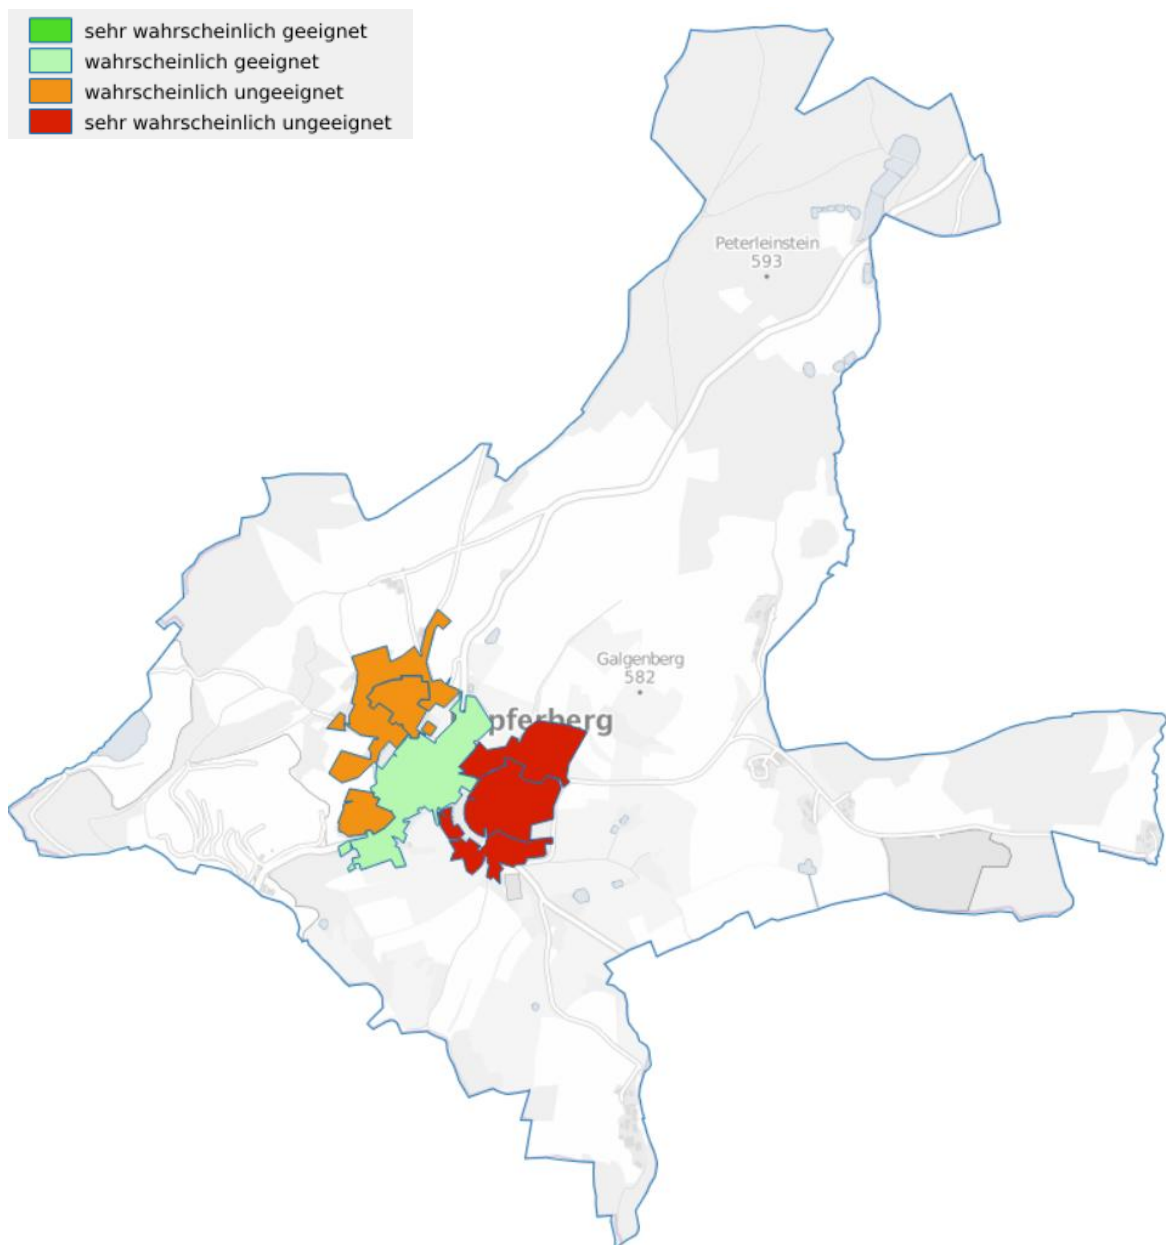 sehr wahrscheinlich geeignet
wahrscheinlich geeignet
wahrscheinlich ungeeignet
sehr wahrscheinlich ungeeignet
Peterleinstein
593
Galgenberg
582
pferberg